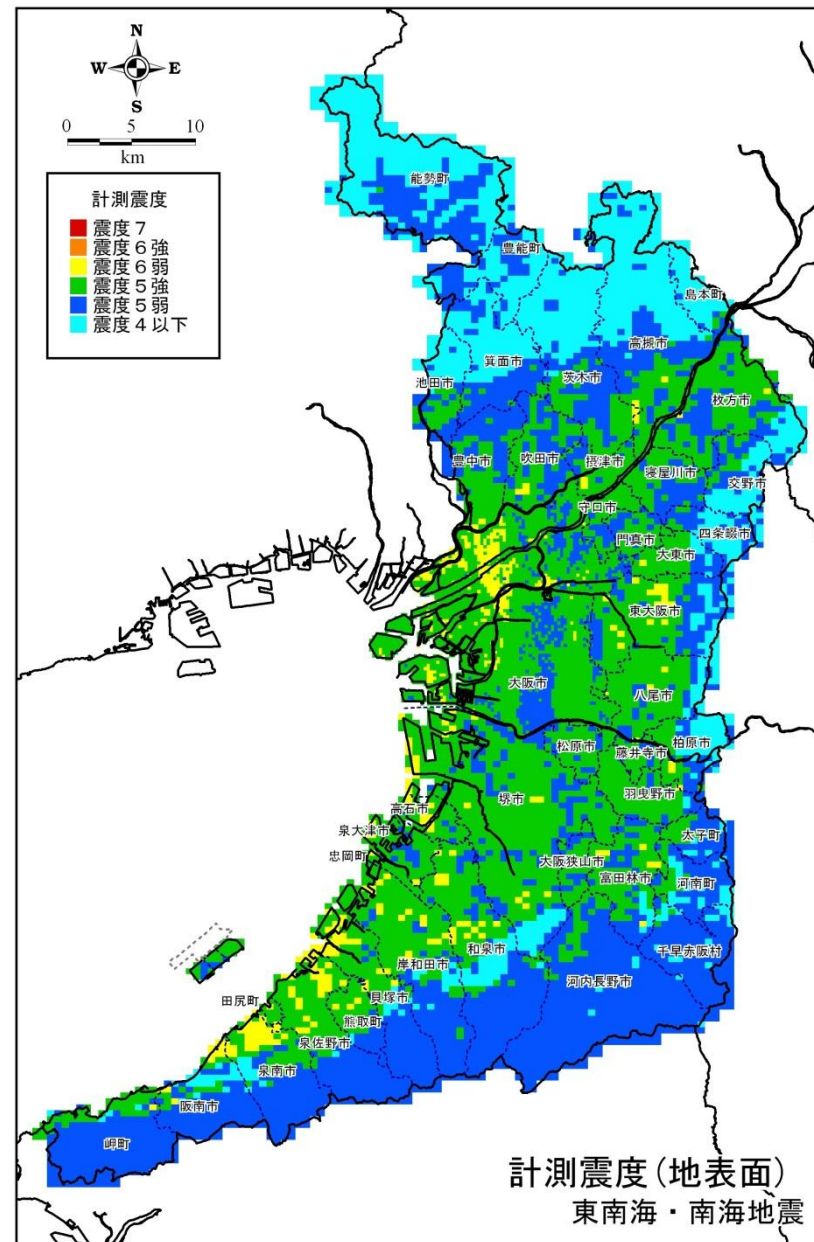 N
W E
S
0 5 10
km
計測震度
震度7
震度6強
震度6弱
震度5強
震度5弱
震度4以下
能勢町
豊能町
島本町
高槻市
箕面市
茨木市
池田市
枚方市
豊中市
吹田市
摂津市
寝屋川市
交野市
守口市
四条畷市
門真市
大東市
東大阪市
大阪市
八尾市
松原市
藤井寺市
柏原市
羽曳野市
堺市
高石市
泉大津市
太子町
忠岡町
大阪狭山市
富田林市
河南町
和泉市
千早赤阪村
岸和田市
河内長野市
貝塚市
田尻町
熊取町
泉佐野市
泉南市
阪南市
岬町
計測震度(地表面)
東南海・南海地震